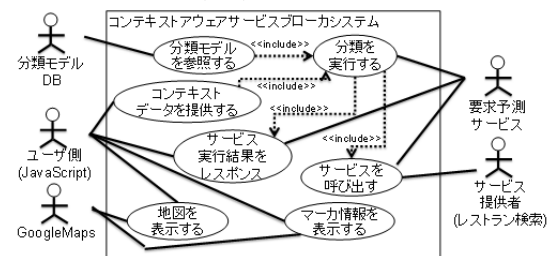 コンテキストアウェアサービスブローカシステム
分類モデル
DB
分類モデル
を参照する
<<include>>
分類を
実行する
コンテキスト
データを提供する
<<include>>
<<include>>
要求予測
サービス
ユーザ側
(JavaScript)
サービス
実行結果を
レスポンス
<<include>>
サービスを
呼び出す
サービス
提供者
(レストラン検索)
GoogleMaps
地図を
表示する
マーカ情報を
表示する